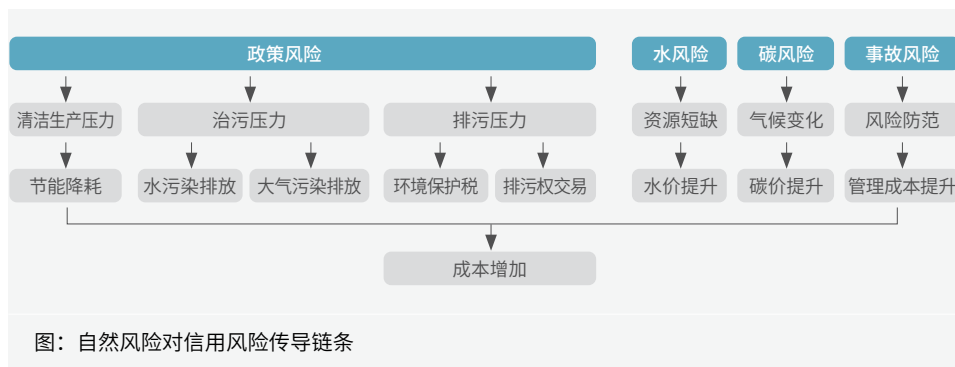 政策风险 水风险 碳风险 事故风险
清洁生产压力 治污压力 排污压力 资源短缺 气候变化 风险防范
节能降耗 水污染排放 大气污染排放 环境保护税 排污权交易 水价提升 碳价提升 管理成本提升
成本增加
图：自然风险对信用风险传导链条